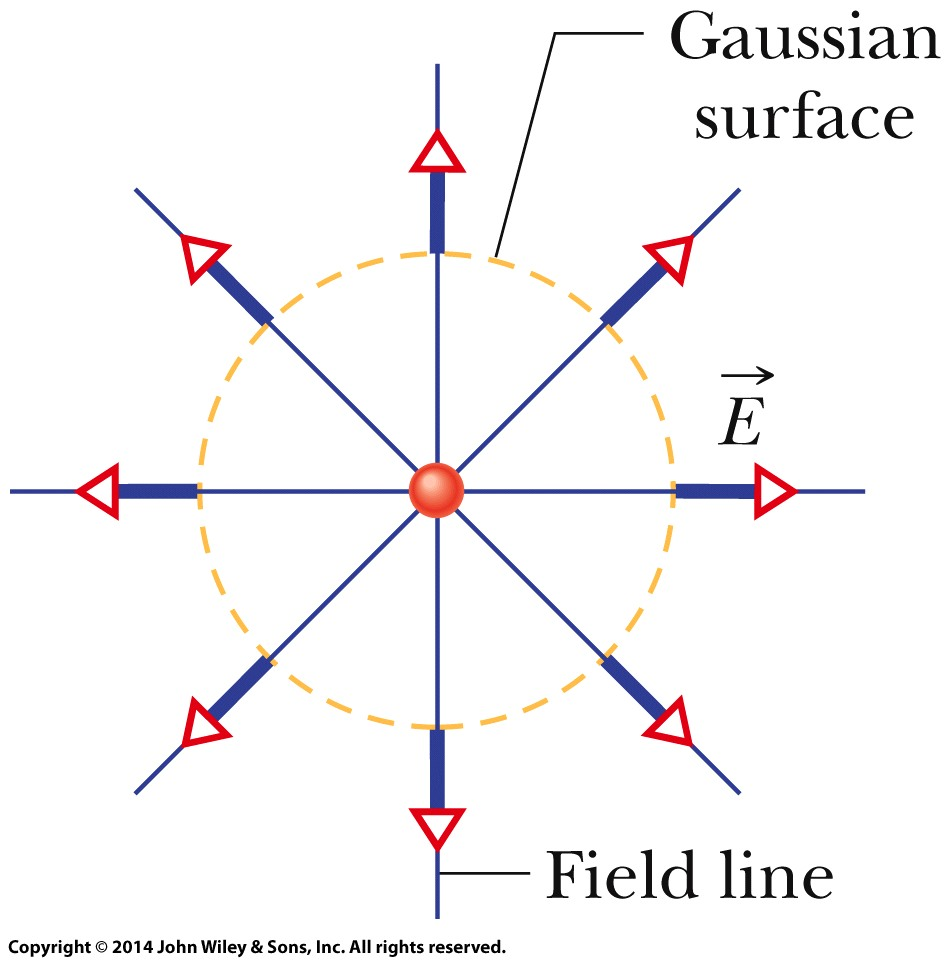 Gaussian
surface
E
Field line
Copyright © 2014 John Wiley & Sons, Inc. All rights reserved.